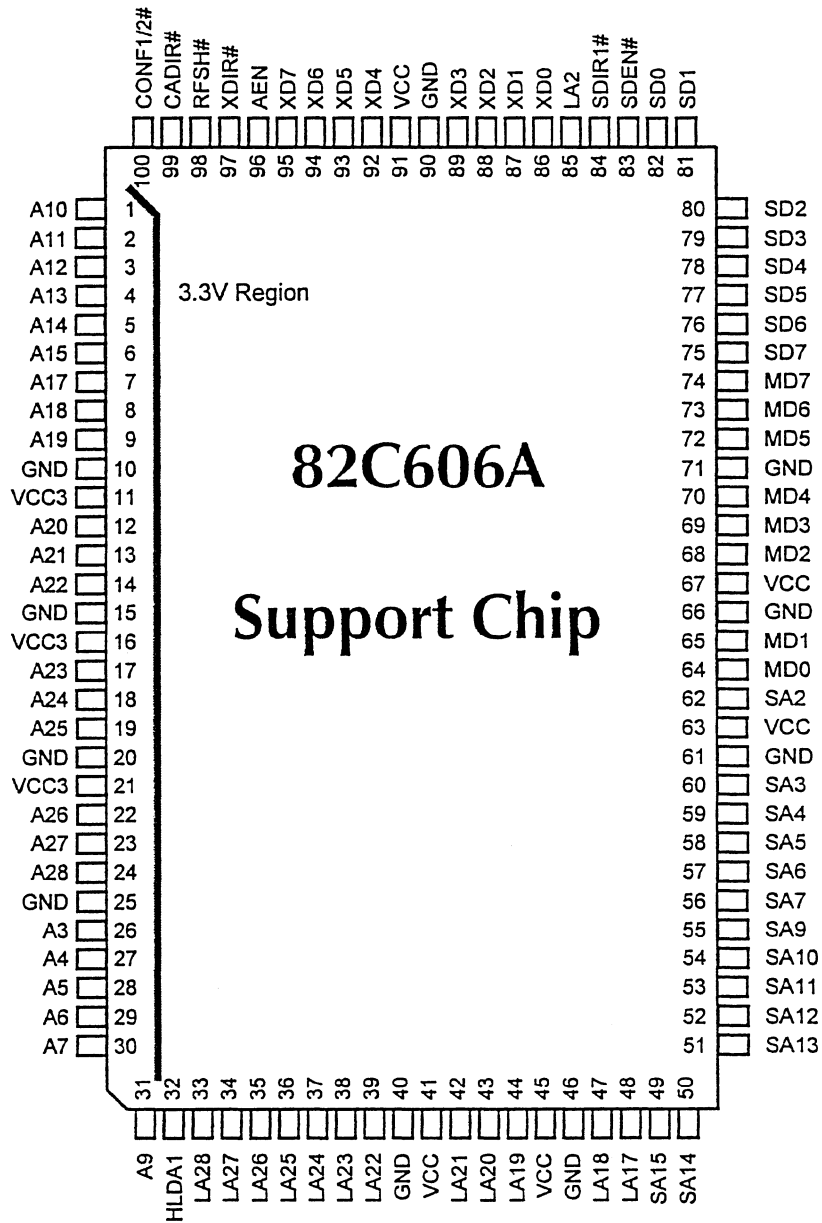 CONF1/2# CADIR# RFSH# XDIR# AEN XD7 XD6 XD5 XD4 VCC GND XD3 XD2 XD1 XD0 LA2 SDIR1# SDEN# SD0 SD1
100 99 98 97 96 95 94 93 92 91 90 89 88 87 86 85 84 83 82 81
A10 1 80 SD2
A11 2 79 SD3
A12 3 78 SD4
A13 4 3.3V Region 77 SD5
A14 5 76 SD6
A15 6 75 SD7
A17 7 74 MD7
A18 8 73 MD6
A19 9 72 MD5
GND 10 82C606A 71 GND
VCC3 11 70 MD4
A20 12 69 MD3
A21 13 68 MD2
A22 14 67 VCC
GND 15 Support Chip 66 GND
VCC3 16 65 MD1
A23 17 64 MD0
A24 18 62 SA2
A25 19 63 VCC
GND 20 61 GND
VCC3 21 60 SA3
A26 22 59 SA4
A27 23 58 SA5
A28 24 57 SA6
GND 25 56 SA7
A3 26 55 SA9
A4 27 54 SA10
A5 28 53 SA11
A6 29 52 SA12
A7 30 51 SA13
31 32 33 34 35 36 37 38 39 40 41 42 43 44 45 46 47 48 49 50
A9 HLDA1 LA28 LA27 LA26 LA25 LA24 LA23 LA22 GND VCC LA21 LA20 LA19 VCC GND LA18 LA17 SA15 SA14